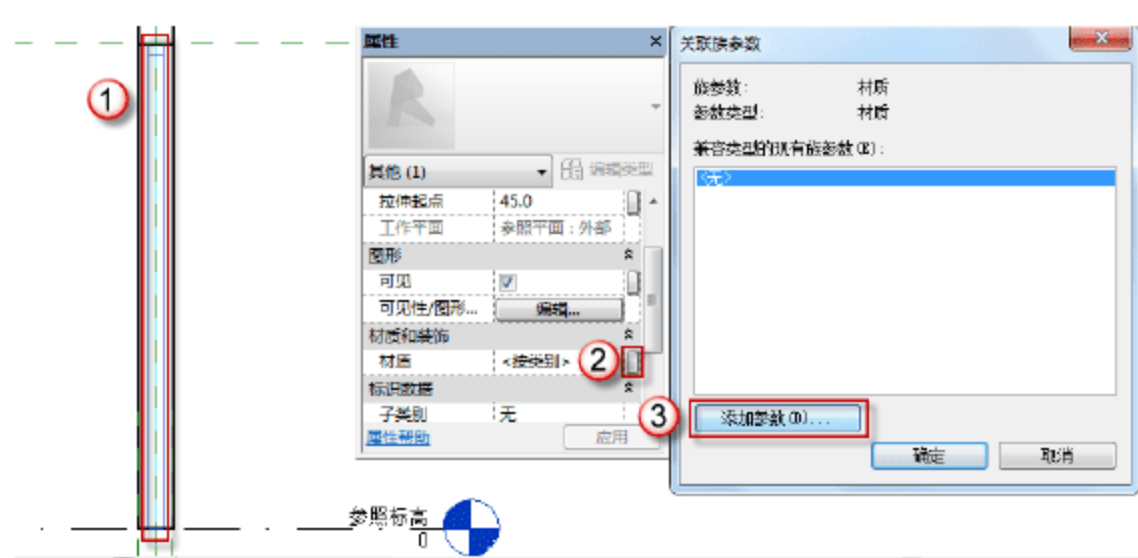 1
属性
其他 (1)
编辑类型
拉伸起点 45.0
工作平面 参照平面 : 外部
图形
可见
可见性/图形... 编辑...
材质和装饰
材质 <按类别> 2
标识数据
子类别 无
属性帮助 应用
关联族参数
族参数: 材质
参数类型: 材质
兼容类型的现有族参数(E):
<无>
3 添加参数(D)...
确定 取消
参照标高
0